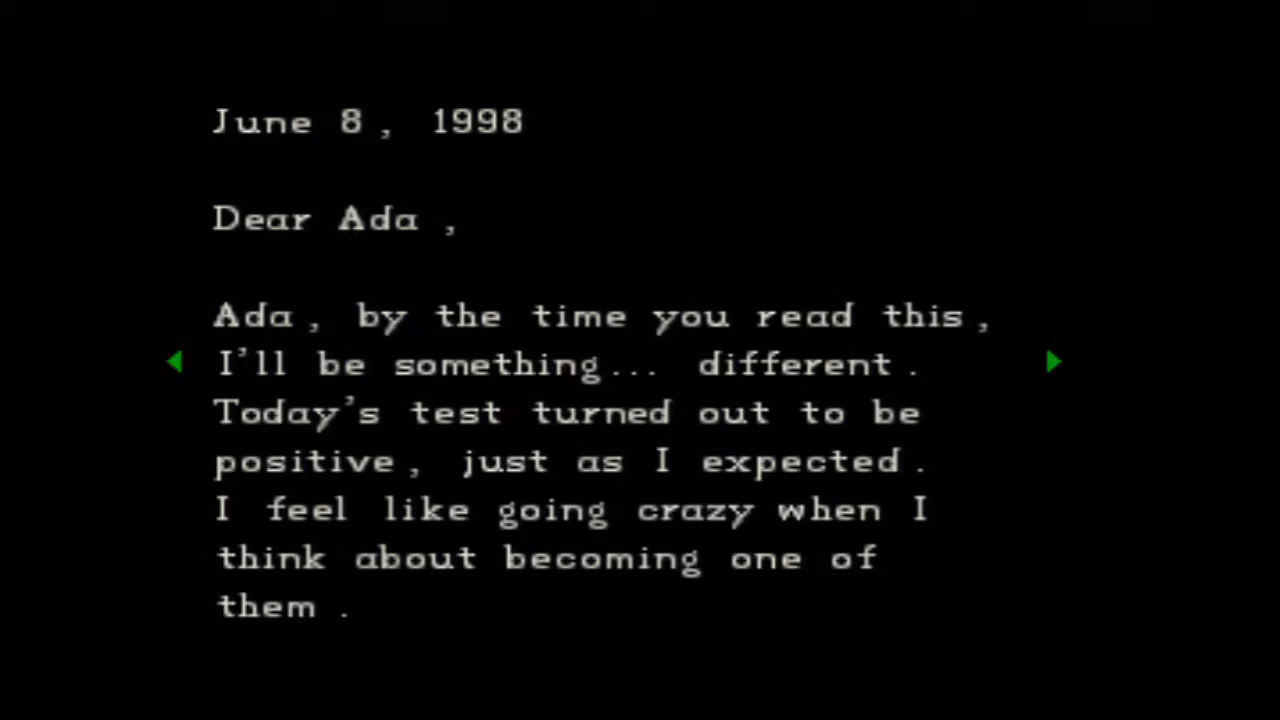 June 8, 1998
Dear Ada,
Ada, by the time you read this,
I'll be something... different.
Today's test turned out to be
positive, just as I expected.
I feel like going crazy when I
think about becoming one of
them.